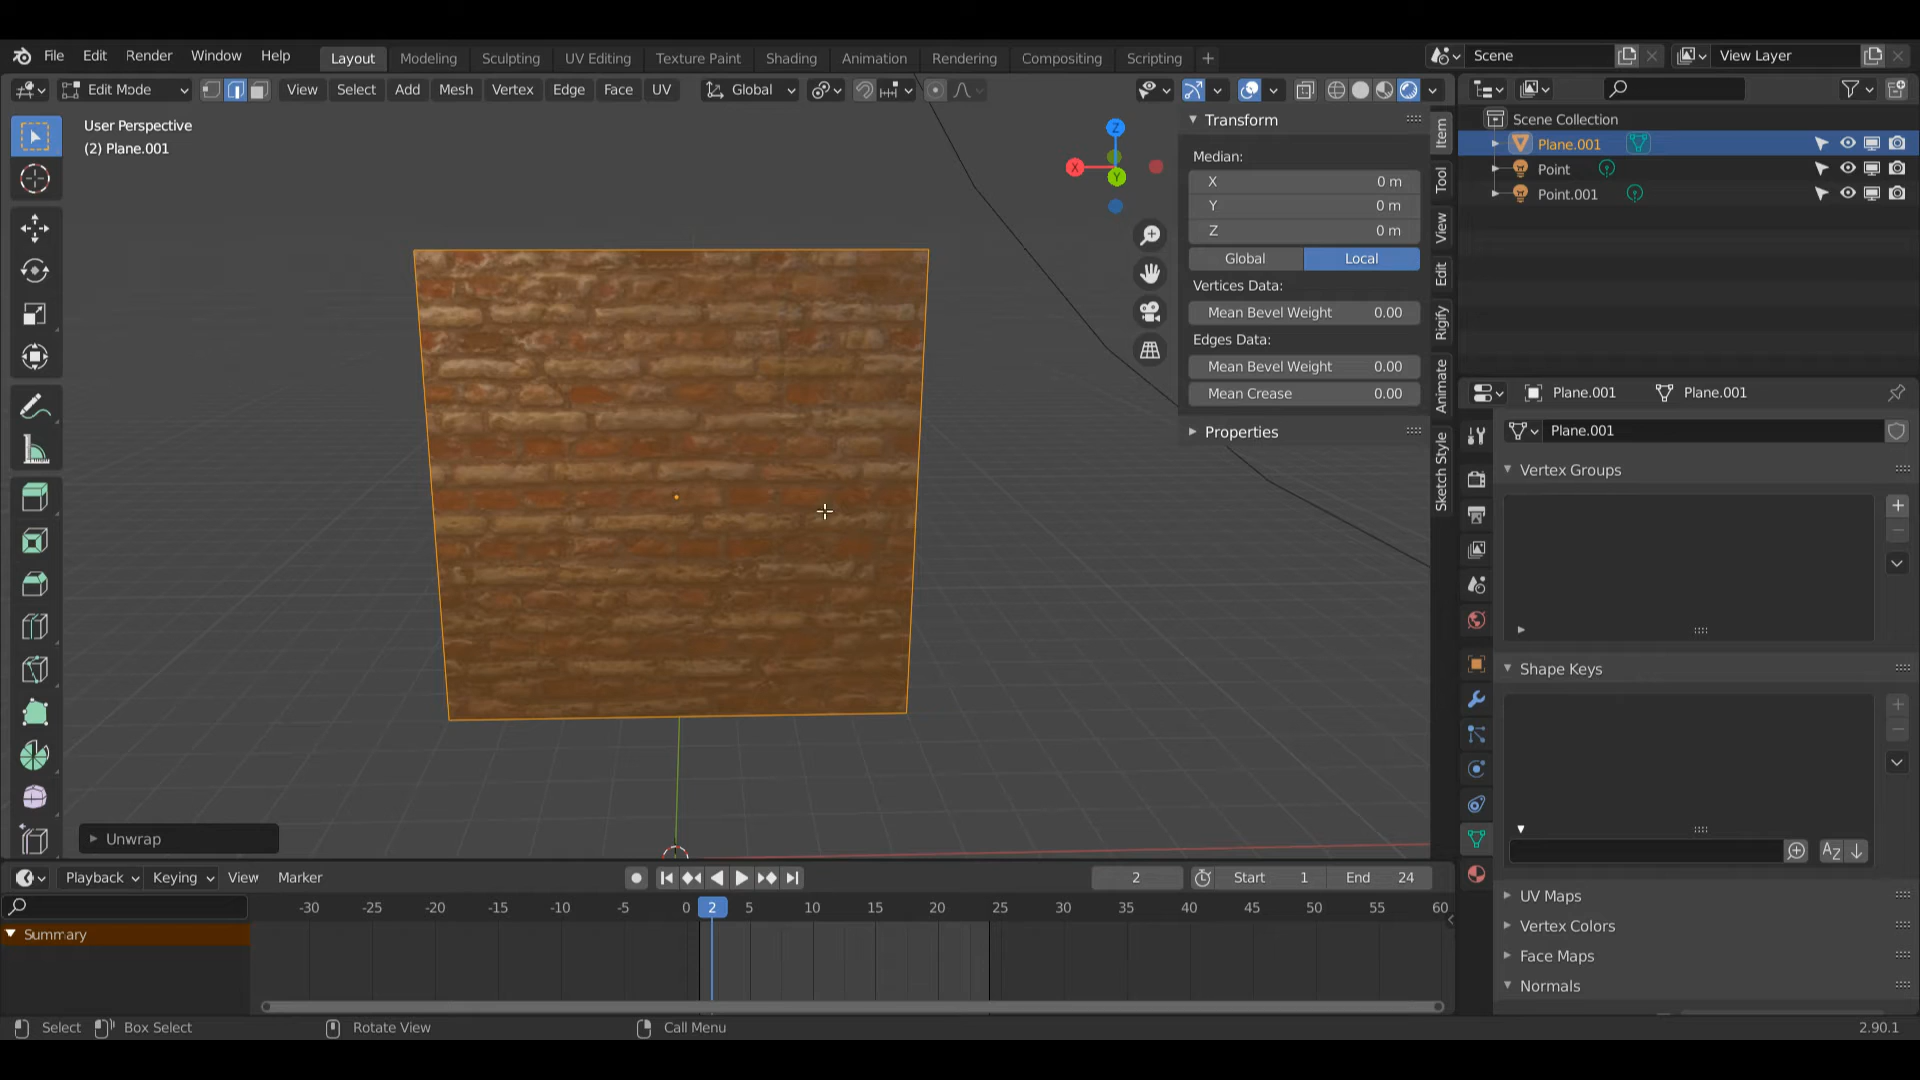 File Edit Render Window Help Layout Modeling Sculpting UV Editing Texture Paint Shading Animation Rendering Compositing Scripting + Scene View Layer
Edit Mode View Select Add Mesh Vertex Edge Face UV Global
User Perspective
(2) Plane.001
Z
X
Y
Transform
Median:
X 0 m
Y 0 m
Z 0 m
Global Local
Vertices Data:
Mean Bevel Weight 0.00
Edges Data:
Mean Bevel Weight 0.00
Mean Crease 0.00
Properties
Item
Tool
View
Edit
Rigify
Animate
Sketch Style
Scene Collection
Plane.001
Point
Point.001
Plane.001 Plane.001
Plane.001
Vertex Groups
Shape Keys
UV Maps
Vertex Colors
Face Maps
Normals
Unwrap
Playback Keying View Marker 2 Start 1 End 24
-30 -25 -20 -15 -10 -5 0 2 5 10 15 20 25 30 35 40 45 50 55 60
Summary
Select Box Select Rotate View Call Menu 2.90.1